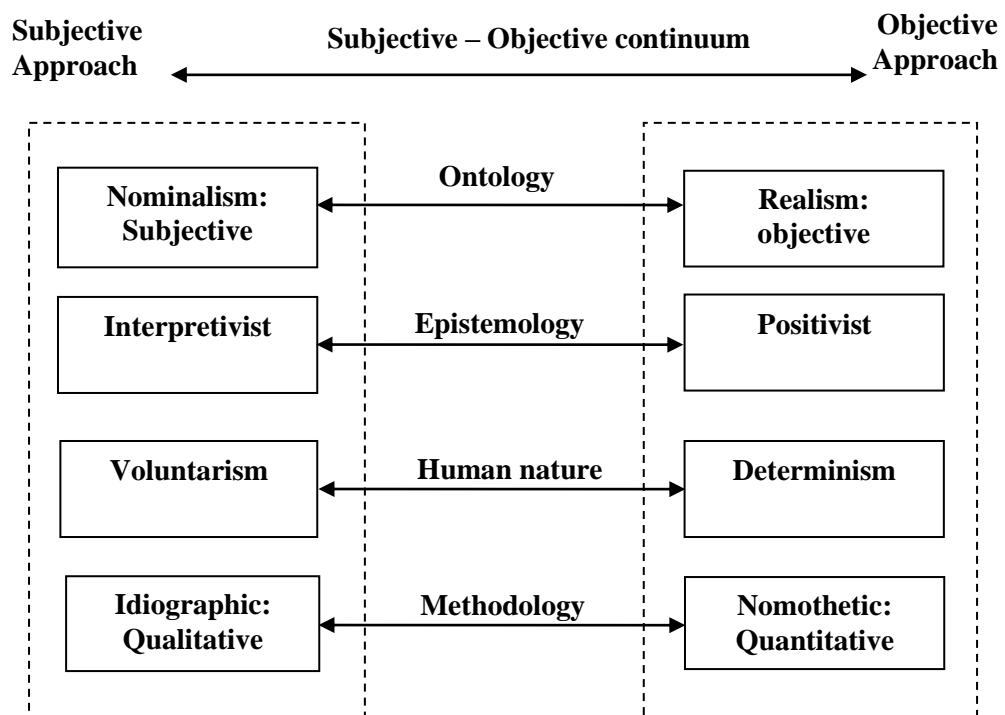 Subjective
Approach
Subjective – Objective continuum
Objective
Approach
Ontology
Nominalism:
Subjective
Realism:
objective
Interpretivist
Epistemology
Positivist
Voluntarism
Human nature
Determinism
Idiographic:
Qualitative
Methodology
Nomothetic:
Quantitative